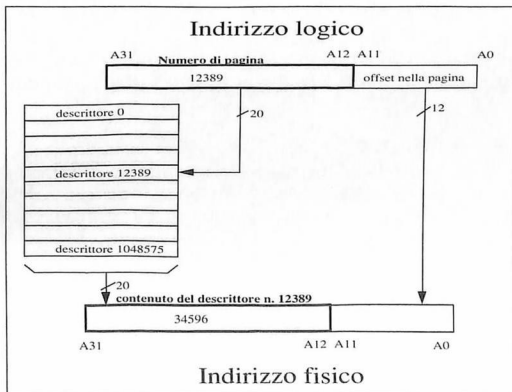 Indirizzo logico
A31 Numero di pagina A12 A11 A0
12389 offset nella pagina
descrittore 0
20 12
descrittore 12389
descrittore 1048575
20
contenuto del descrittore n. 12389
34596
A31 A12 A11 A0
Indirizzo fisico